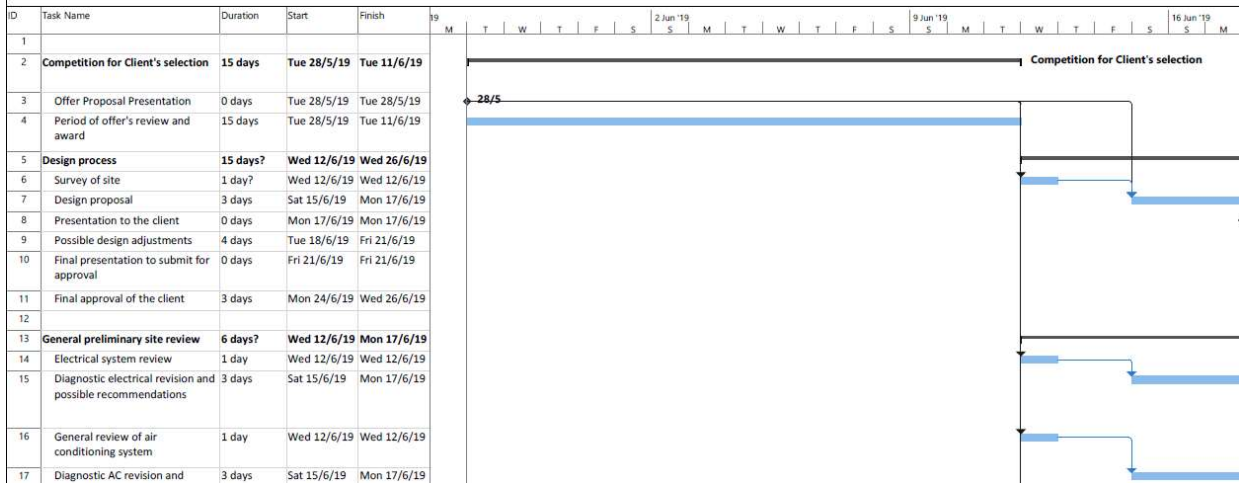 ID Task Name Duration Start Finish 19 2 Jun '19 9 Jun '19 16 Jun '19
M T W T F S S M T W T F S S M T W T F S S M
1
2 Competition for Client's selection 15 days Tue 28/5/19 Tue 11/6/19 Competition for Client's selection
3 Offer Proposal Presentation 0 days Tue 28/5/19 Tue 28/5/19 28/5
4 Period of offer's review and 15 days Tue 28/5/19 Tue 11/6/19
award
5 Design process 15 days? Wed 12/6/19 Wed 26/6/19
6 Survey of site 1 day? Wed 12/6/19 Wed 12/6/19
7 Design proposal 3 days Sat 15/6/19 Mon 17/6/19
8 Presentation to the client 0 days Mon 17/6/19 Mon 17/6/19
9 Possible design adjustments 4 days Tue 18/6/19 Fri 21/6/19
10 Final presentation to submit for 0 days Fri 21/6/19 Fri 21/6/19
approval
11 Final approval of the client 3 days Mon 24/6/19 Wed 26/6/19
12
13 General preliminary site review 6 days? Wed 12/6/19 Mon 17/6/19
14 Electrical system review 1 day Wed 12/6/19 Wed 12/6/19
15 Diagnostic electrical revision and 3 days Sat 15/6/19 Mon 17/6/19
possible recommendations
16 General review of air 1 day Wed 12/6/19 Wed 12/6/19
conditioning system
17 Diagnostic AC revision and 3 days Sat 15/6/19 Mon 17/6/19